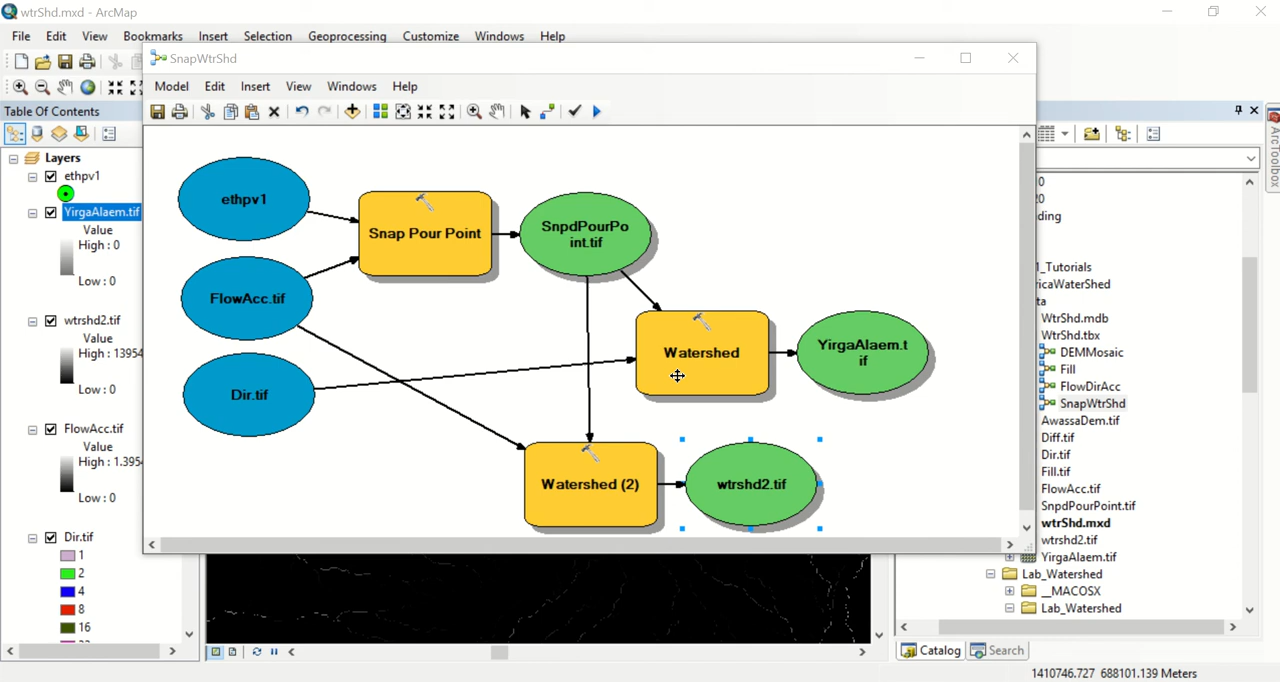 wtrShd.mxd - ArcMap
File Edit View Bookmarks Insert Selection Geoprocessing Customize Windows Help
SnapWtrShd
Model Edit Insert View Windows Help
Table Of Contents
Layers
ethpv1
YirgaAlaem.tif
Value
High : 0
Low : 0
wtrshd2.tif
Value
High : 13954
Low : 0
FlowAcc.tif
Value
High : 1.395
Low : 0
Dir.tif
1
2
4
8
16
ethpv1
FlowAcc.tif
Dir.tif
Snap Pour Point
SnpdPourPo
int.tif
Watershed
YirgaAlaem.t
if
Watershed (2)
wtrshd2.tif
ArcToolbox
0
20
ding
1_Tutorials
ricaWaterShed
ta
WtrShd.mdb
WtrShd.tbx
DEMMosaic
Fill
FlowDirAcc
SnapWtrShd
AwassaDem.tif
Diff.tif
Dir.tif
Fill.tif
FlowAcc.tif
SnpdPourPoint.tif
wtrShd.mxd
wtrshd2.tif
YirgaAlaem.tif
Lab_Watershed
__MACOSX
Lab_Watershed
Catalog Search
1410746.727 688101.139 Meters